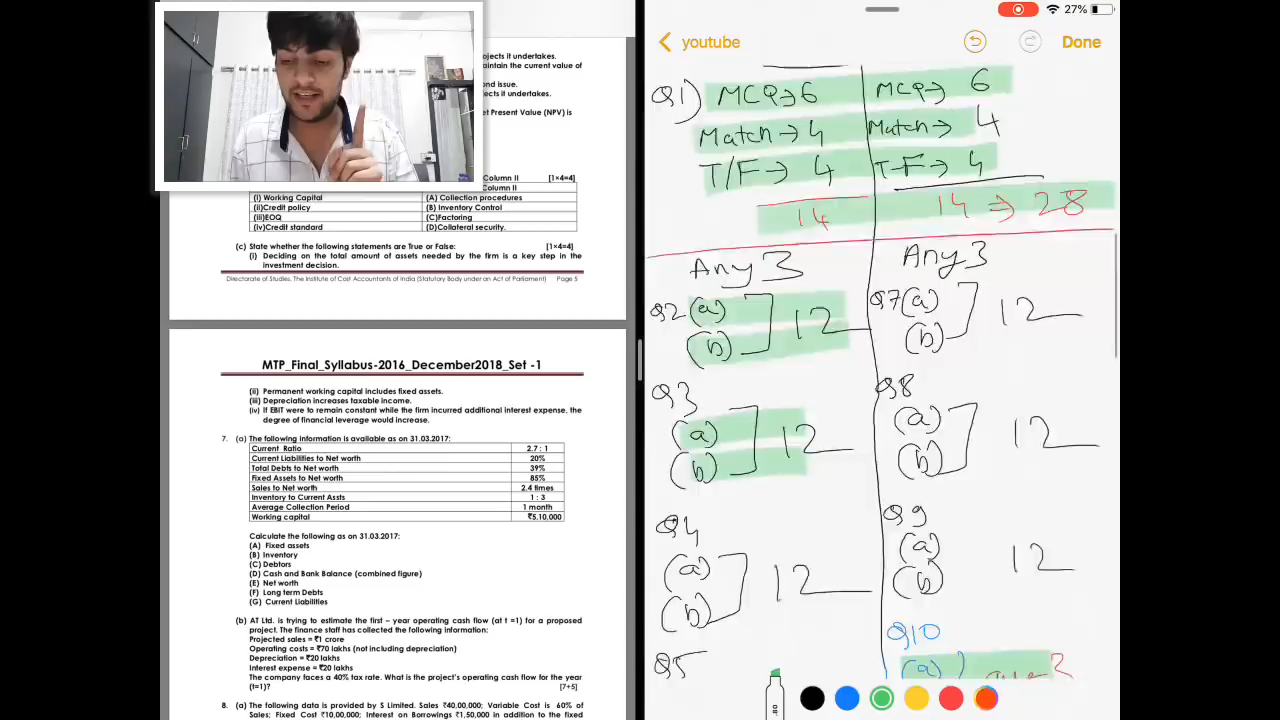 ojects it undertakes.
aintain the current value of
ond issue.
ects it undertakes.
et Present Value (NPV) is
Column II [1×4=4]
Column II
(i) Working Capital (A) Collection procedures
(ii)Credit policy (B) Inventory Control
(iii)EOQ (C)Factoring
(iv)Credit standard (D)Collateral security.
(c) State whether the following statements are True or False: [1×4=4]
(i) Deciding on the total amount of assets needed by the firm is a key step in the
investment decision.
Directorate of Studies, The Institute of Cost Accountants of India (Statutory Body under an Act of Parliament) Page 5
MTP_Final_Syllabus-2016_December2018_Set -1
(ii) Permanent working capital includes fixed assets.
(iii) Depreciation increases taxable income.
(iv) If EBIT were to remain constant while the firm incurred additional interest expense, the
degree of financial leverage would increase.
7. (a) The following information is available as on 31.03.2017:
Current Ratio 2.7 : 1
Current Liabilities to Net worth 20%
Total Debts to Net worth 39%
Fixed Assets to Net worth 85%
Sales to Net worth 2.4 times
Inventory to Current Assts 1 : 3
Average Collection Period 1 month
Working capital ₹5,10,000
Calculate the following as on 31.03.2017:
(A) Fixed assets
(B) Inventory
(C) Debtors
(D) Cash and Bank Balance (combined figure)
(E) Net worth
(F) Long term Debts
(G) Current Liabilities
(b) AT Ltd. is trying to estimate the first – year operating cash flow (at t =1) for a proposed
project. The finance staff has collected the following information:
Projected sales = ₹1 crore
Operating costs = ₹70 lakhs (not including depreciation)
Depreciation = ₹20 lakhs
Interest expense = ₹20 lakhs
The company faces a 40% tax rate. What is the project's operating cash flow for the year
(t=1)? [7+5]
8. (a) The following data is provided by S Limited. Sales ₹40,00,000; Variable Cost is 60% of
Sales; Fixed Cost ₹10,00,000; Interest on Borrowings ₹1,50,000 in addition to the fixed
27%
youtube Done
Q1) MCQ → 6 MCQ → 6
Match → 4 Match → 4
T/F → 4 T-F → 4
14 14 → 28
Any 3 Any 3
Q2 (a) Q7 (a)
(b) 12 (b) 12
Q3 Q8
(a) (a)
(b) 12 (b) 12
Q4 Q9
(a) (a)
(b) 12 (b) 12
Q5 Q10
(a)
.80